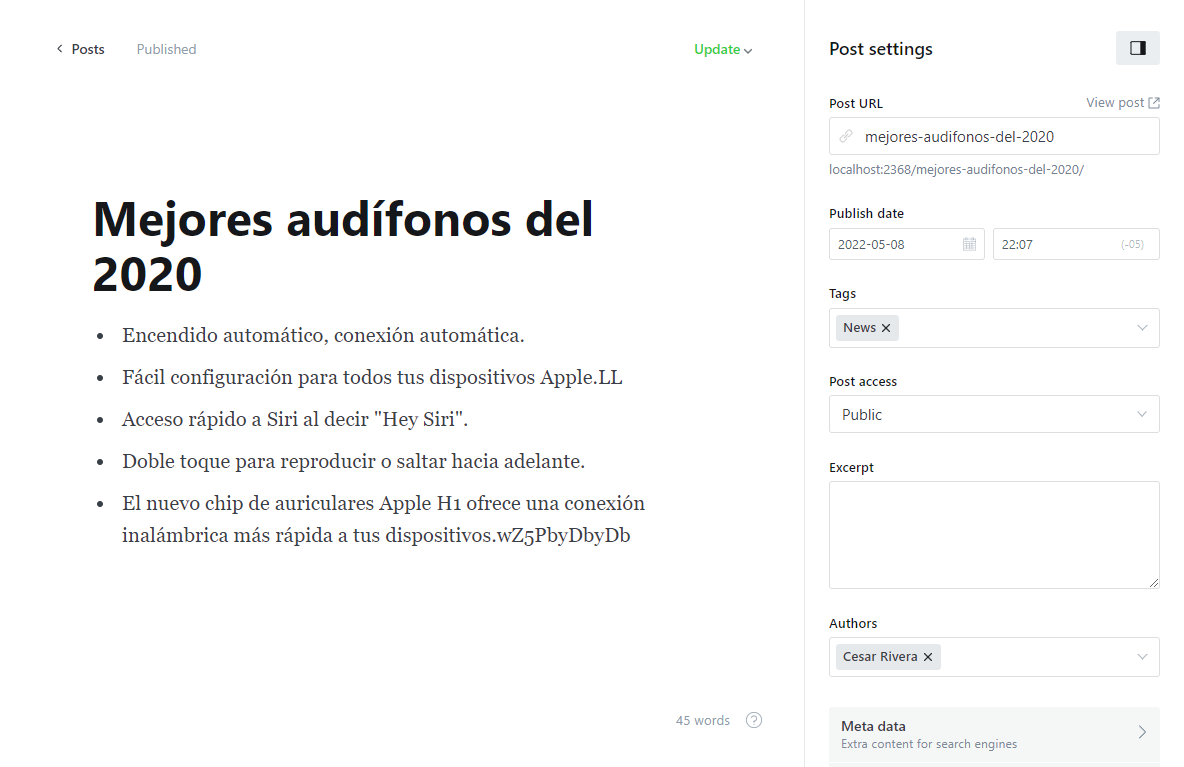 Posts
Published
Update
Mejores audífonos del
2020
Encendido automático, conexión automática.
Fácil configuración para todos tus dispositivos Apple.LL
Acceso rápido a Siri al decir "Hey Siri".
Doble toque para reproducir o saltar hacia adelante.
El nuevo chip de auriculares Apple H1 ofrece una conexión
inalámbrica más rápida a tus dispositivos.wZ5PbyDbyDb
45 words
?
Post settings
Post URL
View post
mejores-audifonos-del-2020
localhost:2368/mejores-audifonos-del-2020/
Publish date
2022-05-08
22:07
(-05)
Tags
News
Post access
Public
Excerpt
Authors
Cesar Rivera
Meta data
Extra content for search engines